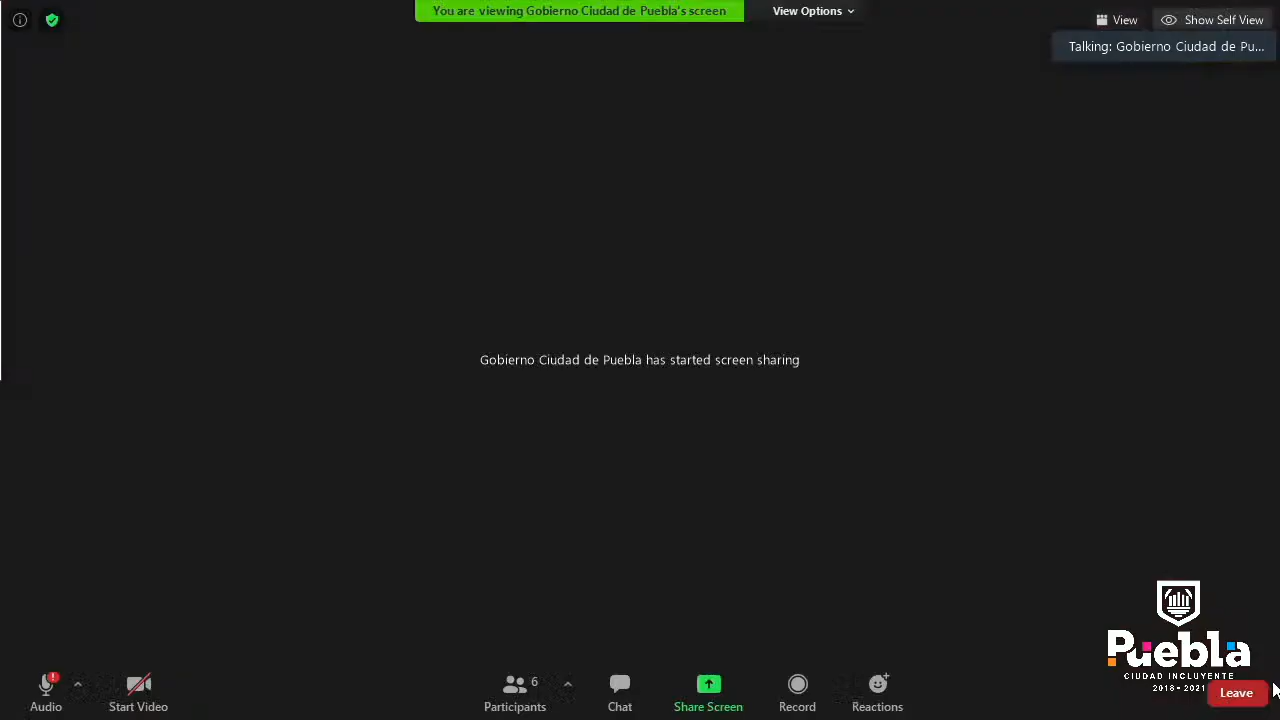 You are viewing Gobierno Ciudad de Puebla's screen
View Options
View
Show Self View
Talking: Gobierno Ciudad de Pu...
Gobierno Ciudad de Puebla has started screen sharing
Puebla
CIUDAD INCLUYENTE
2018 - 2021
Leave
6
Audio
Start Video
Participants
Chat
Share Screen
Record
Reactions